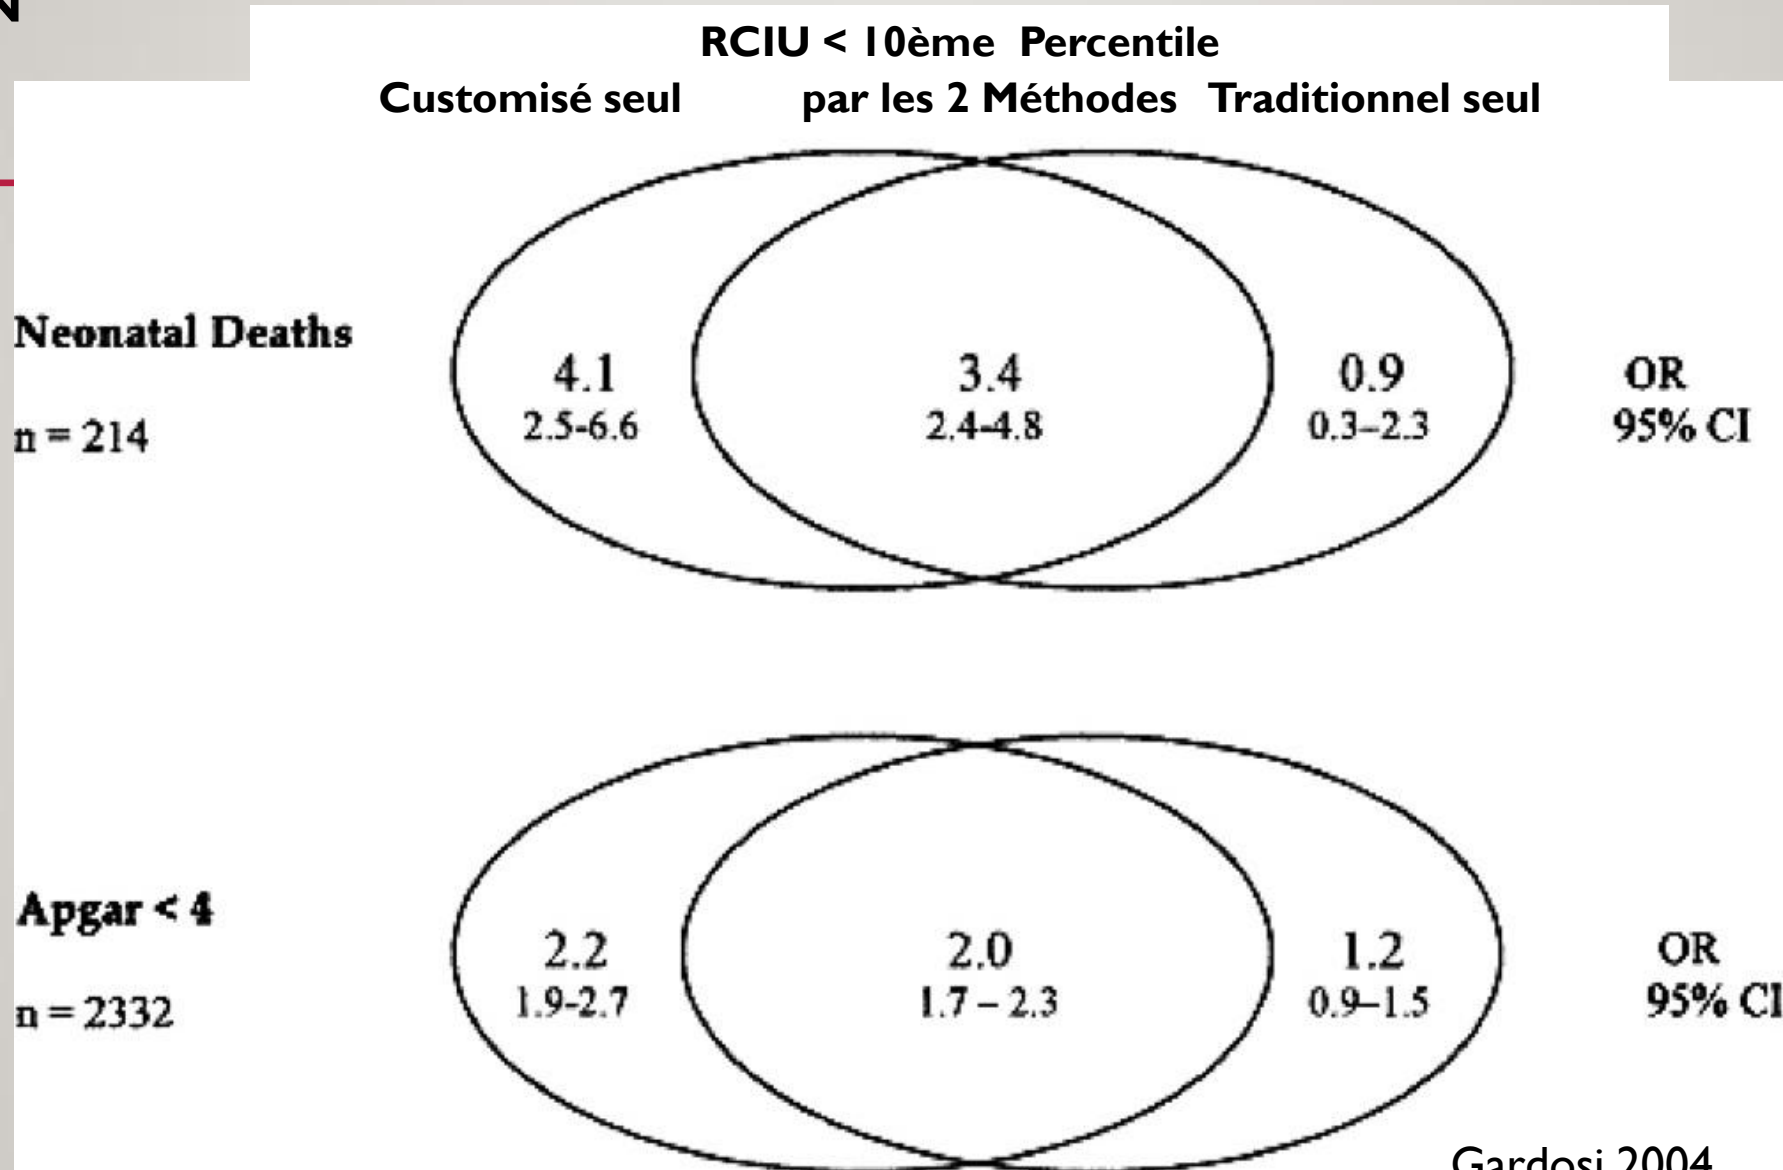 N
RCIU < 10ème Percentile
Customisé seul par les 2 Méthodes Traditionnel seul
Neonatal Deaths
n = 214
4.1
2.5-6.6
3.4
2.4-4.8
0.9
0.3–2.3
OR
95% CI
Apgar < 4
n = 2332
2.2
1.9-2.7
2.0
1.7 – 2.3
1.2
0.9–1.5
OR
95% CI
Gardosi 2004